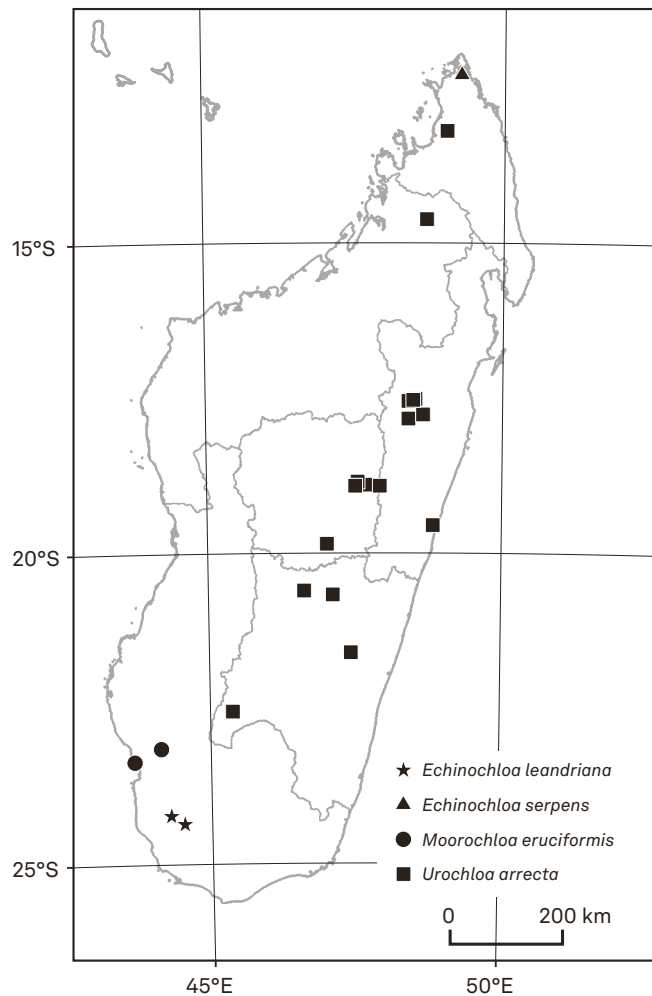 15°S
20°S
25°S
Echinochloa leandriana
Echinochloa serpens
Moorochloa eruciformis
Urochloa arrecta
0 200 km
45°E 50°E